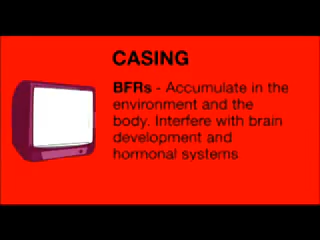 CASING
BFRs - Accumulate in the
environment and the
body. Interfere with brain
development and
hormonal systems